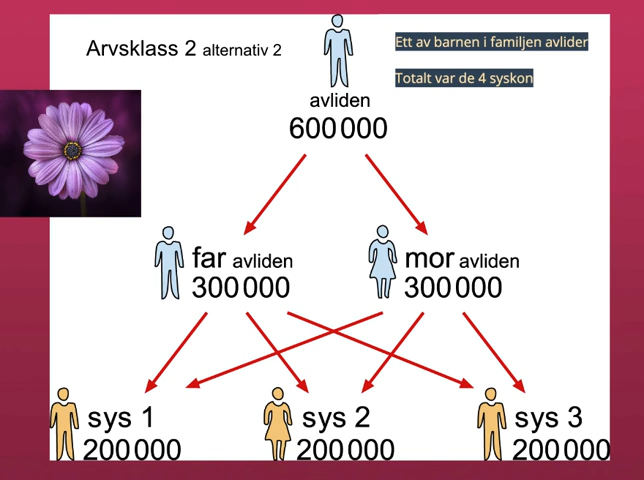 Arvsklass 2 alternativ 2
Ett av barnen i familjen avlider
Totalt var de 4 syskon
avliden
600 000
far avliden
300 000
mor avliden
300 000
sys 1
200 000
sys 2
200 000
sys 3
200 000